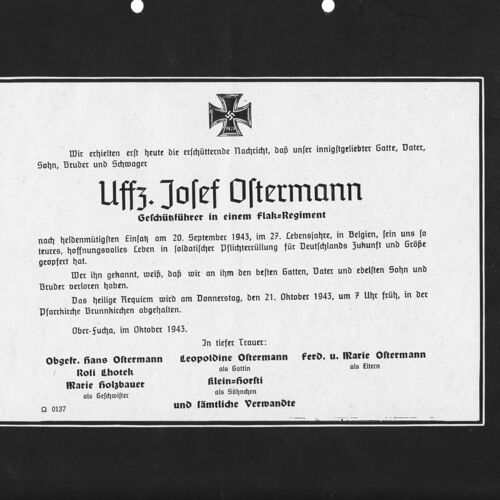 Wir erhielten erst heute die erschütternde Nachricht, daß unser innigstgeliebter Gatte, Vater,
Sohn, Bruder und Schwager
Uffz. Josef Ostermann
Geschützführer in einem Flak=Regiment
nach heldenmütigstem Einsatz am 20. September 1943, im 27. Lebensjahre, in Belgien, sein uns so
teures, hoffnungsvolles Leben in soldatischer Pflichterfüllung für Deutschlands Zukunft und Größe
geopfert hat.
Wer ihn gekannt, weiß, daß wir an ihm den besten Gatten, Vater und edelsten Sohn und
Bruder verloren haben.
Das heilige Requiem wird am Donnerstag, den 21. Oktober 1943, um 7 Uhr früh, in der
Pfarrkirche Brunnkirchen abgehalten.
Ober-Fucha, im Oktober 1943.
In tiefer Trauer:
Obgefr. Hans Ostermann Leopoldine Ostermann Ferd. u. Marie Ostermann
Roli Lhotek als Gattin als Eltern
Marie Holzbauer Klein=Horsti
als Geschwister als Söhnchen
und sämtliche Verwandte
Ω 0137